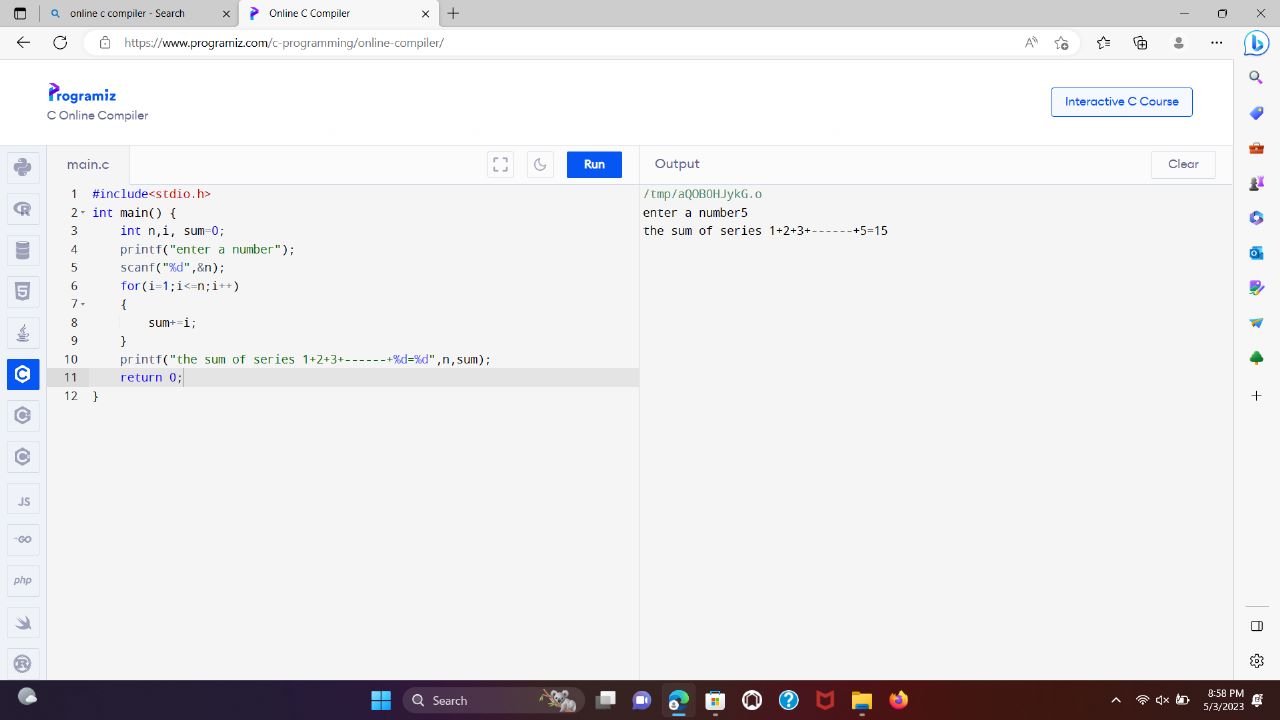 online c compiler - Search
Online C Compiler
https://www.programiz.com/c-programming/online-compiler/
Programiz
C Online Compiler
Interactive C Course
main.c
Run
Output
Clear
1 #include<stdio.h>
2 int main() {
3 int n,i, sum=0;
4 printf("enter a number");
5 scanf("%d",&n);
6 for(i=1;i<=n;i++)
7 {
8 sum+=i;
9 }
10 printf("the sum of series 1+2+3+------+%d=%d",n,sum);
11 return 0;
12 }
/tmp/aQOB0HJykG.o
enter a number5
the sum of series 1+2+3+------+5=15
JS
GO
php
Search
8:58 PM
5/3/2023